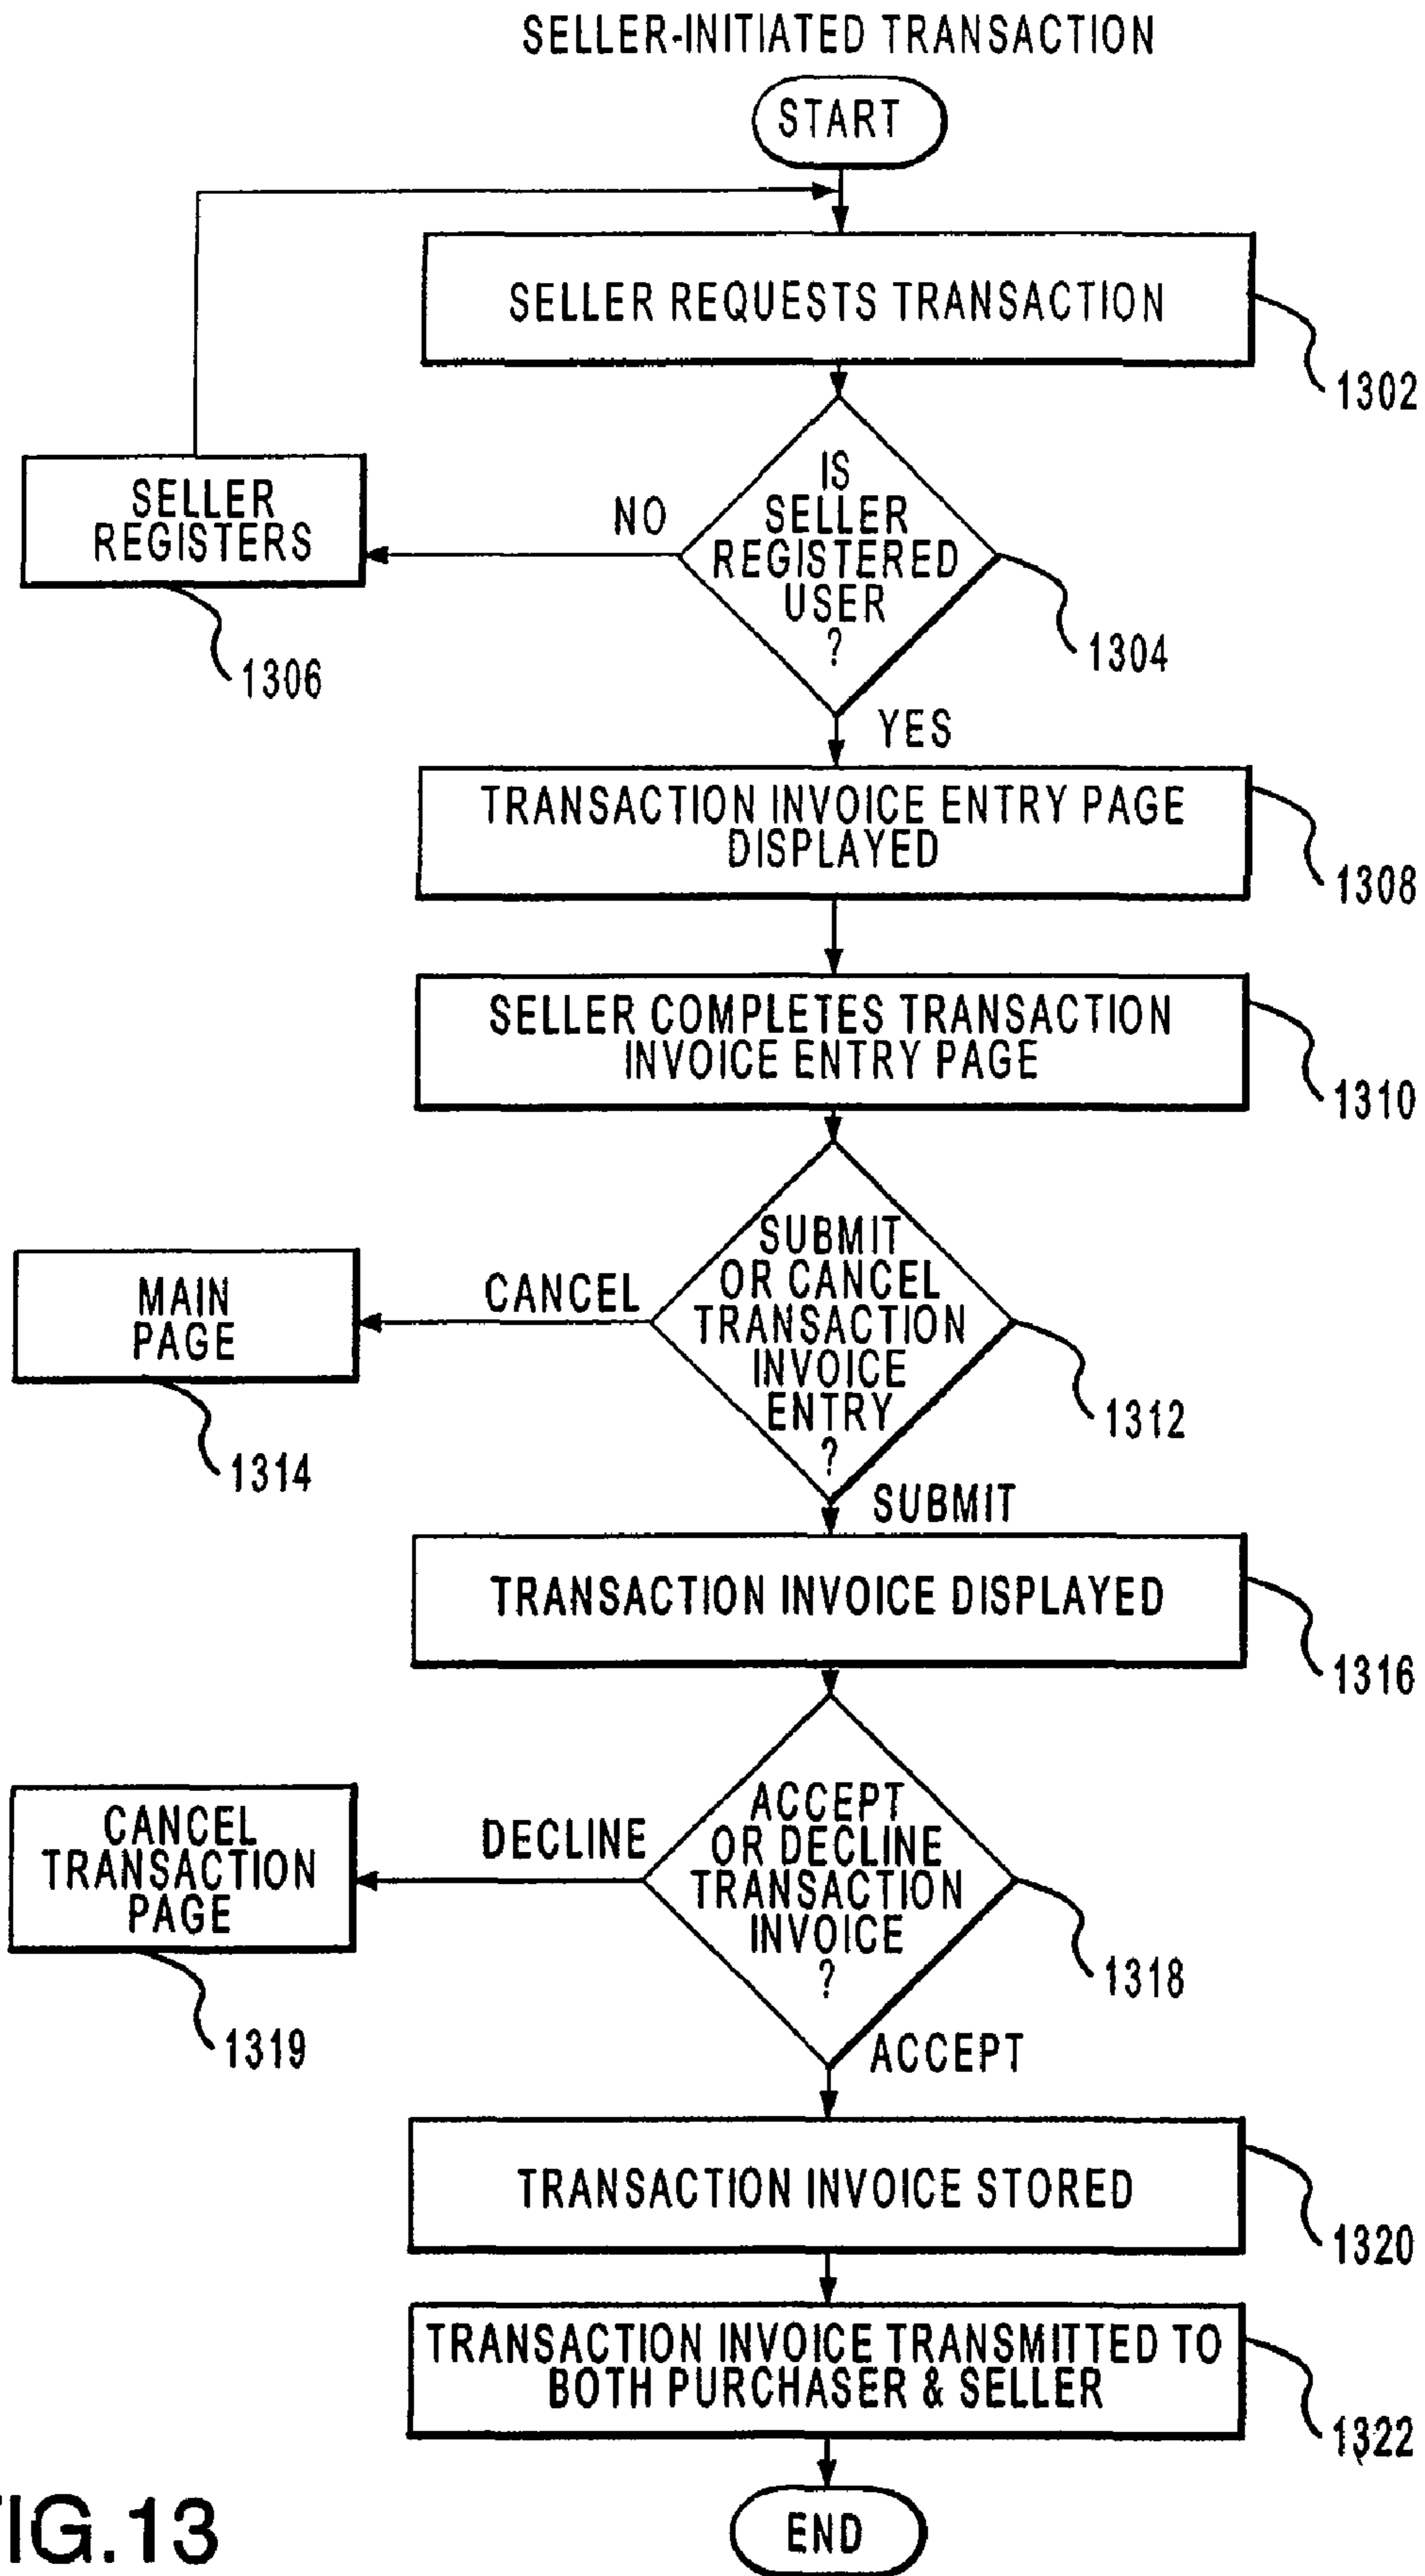 SELLER-INITIATED TRANSACTION
START
SELLER REQUESTS TRANSACTION
1302
IS
SELLER
REGISTERED
USER
?
1304
NO
SELLER
REGISTERS
1306
YES
TRANSACTION INVOICE ENTRY PAGE
DISPLAYED
1308
SELLER COMPLETES TRANSACTION
INVOICE ENTRY PAGE
1310
SUBMIT
OR CANCEL
TRANSACTION
INVOICE
ENTRY
?
1312
CANCEL
MAIN
PAGE
1314
SUBMIT
TRANSACTION INVOICE DISPLAYED
1316
ACCEPT
OR DECLINE
TRANSACTION
INVOICE
?
1318
DECLINE
CANCEL
TRANSACTION
PAGE
1319
ACCEPT
TRANSACTION INVOICE STORED
1320
TRANSACTION INVOICE TRANSMITTED TO
BOTH PURCHASER & SELLER
1322
END
FIG.13